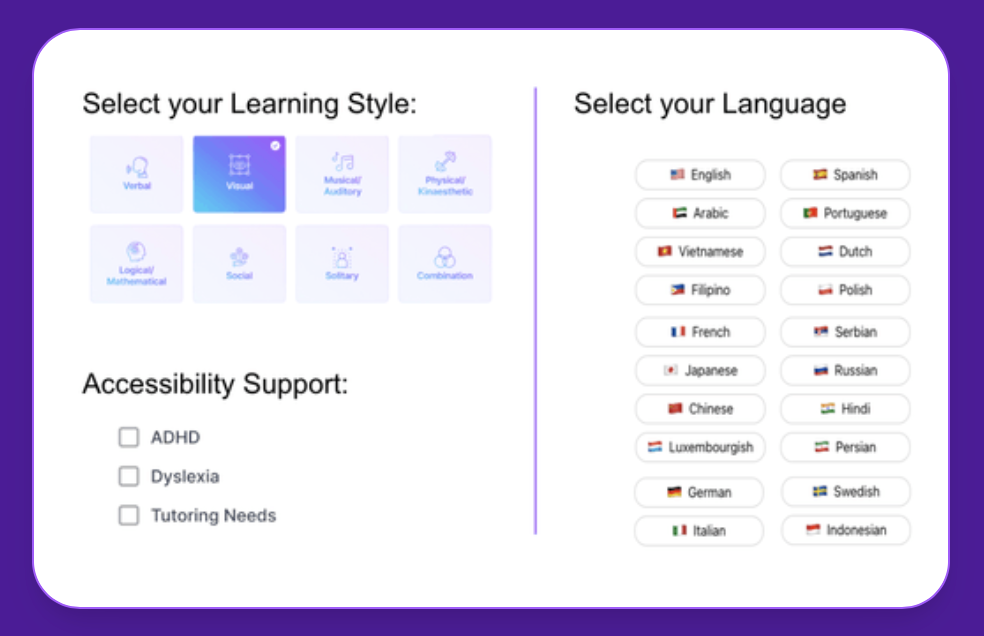 Select your Learning Style:
Verbal
Visual
Musical/
Auditory
Physical/
Kinaesthetic
Logical/
Mathematical
Social
Solitary
Combination
Accessibility Support:
ADHD
Dyslexia
Tutoring Needs
Select your Language
English
Spanish
Arabic
Portuguese
Vietnamese
Dutch
Filipino
Polish
French
Serbian
Japanese
Russian
Chinese
Hindi
Luxembourgish
Persian
German
Swedish
Italian
Indonesian